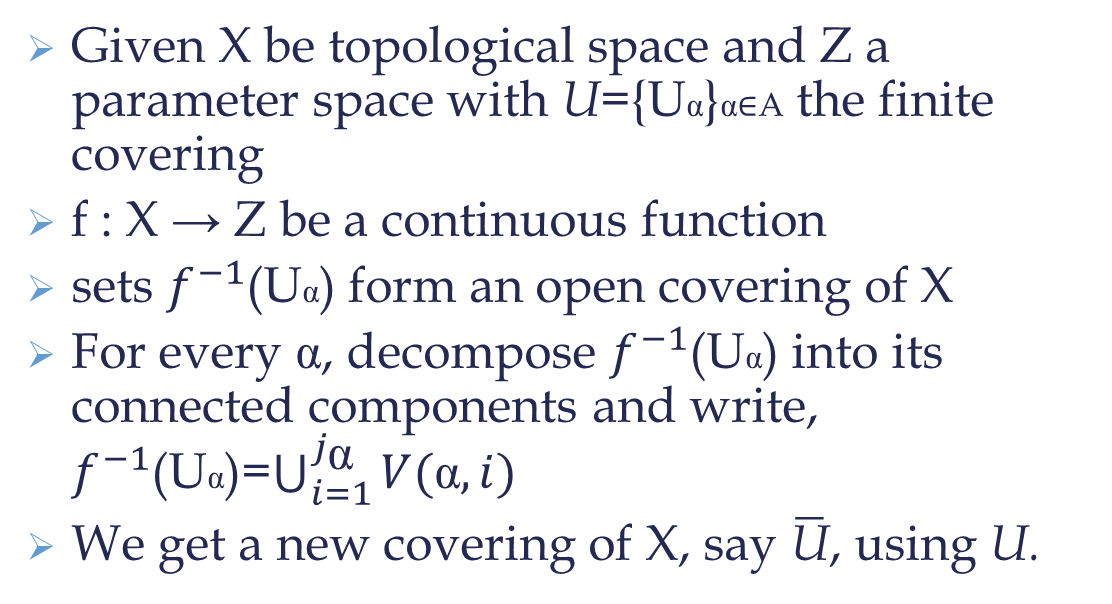 ➢ Given X be topological space and Z a
parameter space with U={Uα}α∈A the finite
covering
➢ f : X → Z be a continuous function
➢ sets f⁻¹(Uα) form an open covering of X
➢ For every α, decompose f⁻¹(Uα) into its
connected components and write,
f⁻¹(Uα)=⋃_{i=1}^{jα} V(α, i)
➢ We get a new covering of X, say U̅, using U.